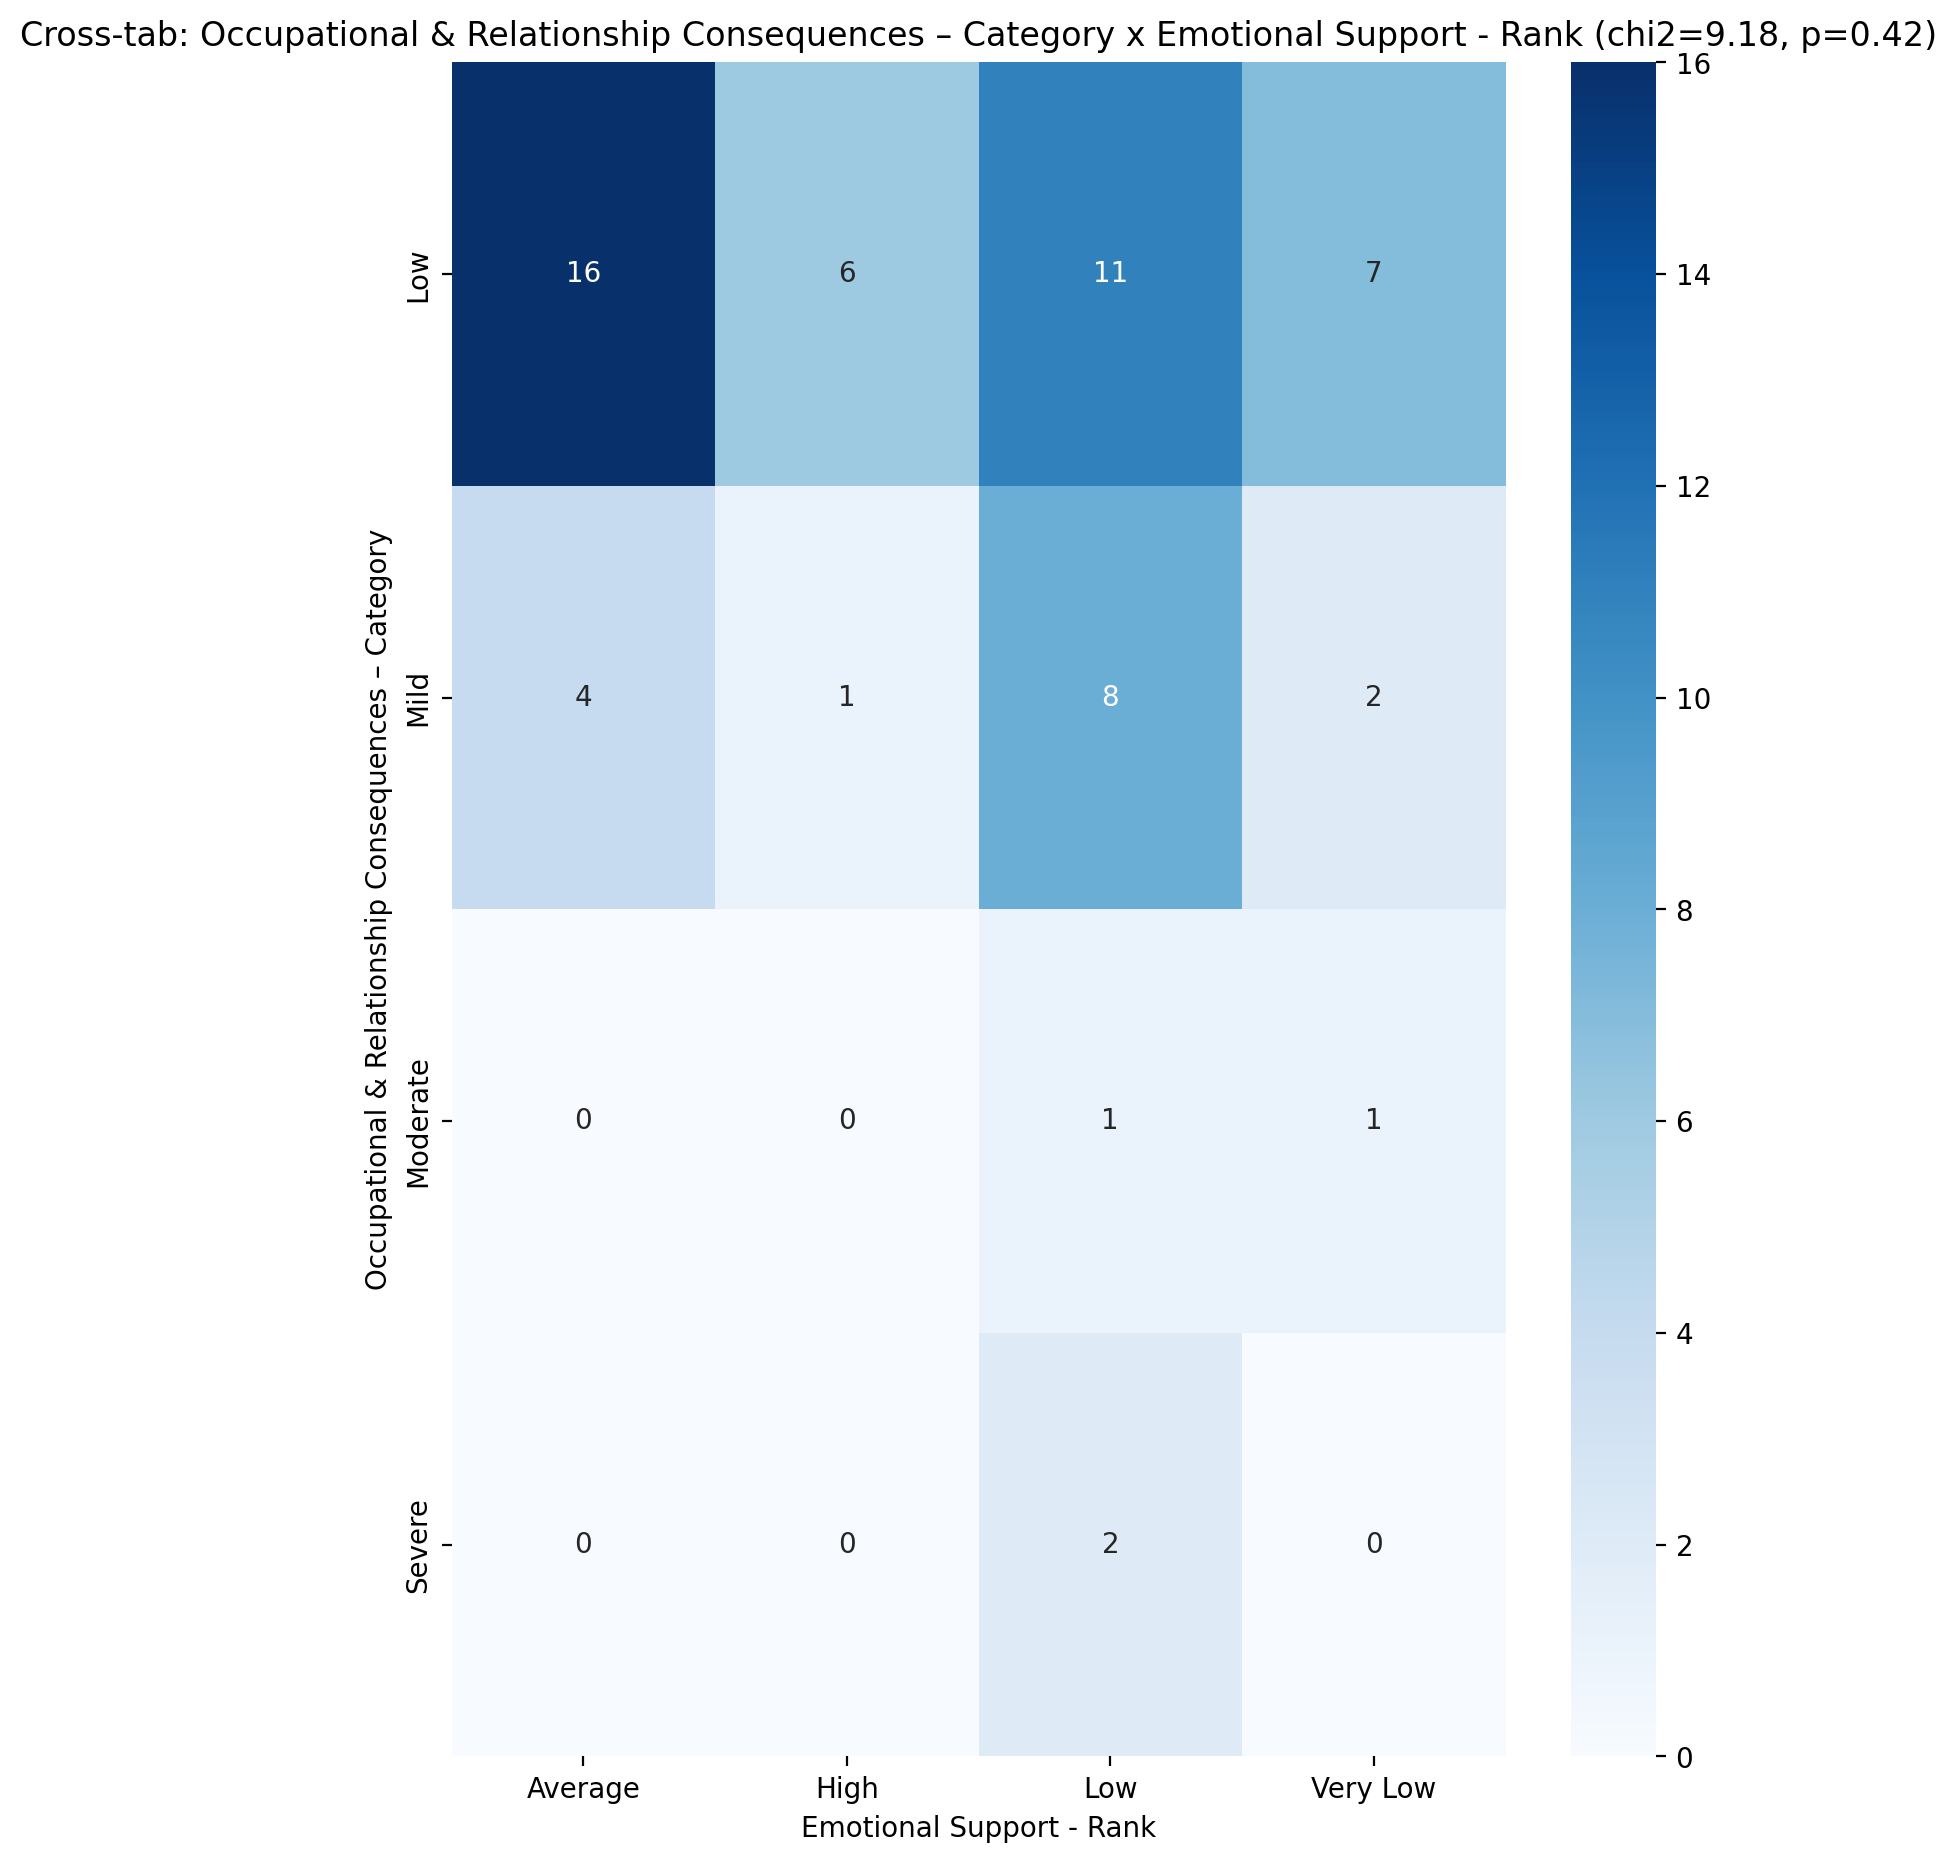 Cross-tab: Occupational & Relationship Consequences – Category x Emotional Support - Rank (chi2=9.18, p=0.42)
Occupational & Relationship Consequences – Category
Low
16 6 11 7
Mild
4 1 8 2
Moderate
0 0 1 1
Severe
0 0 2 0
Average High Low Very Low
Emotional Support - Rank
16
14
12
10
8
6
4
2
0